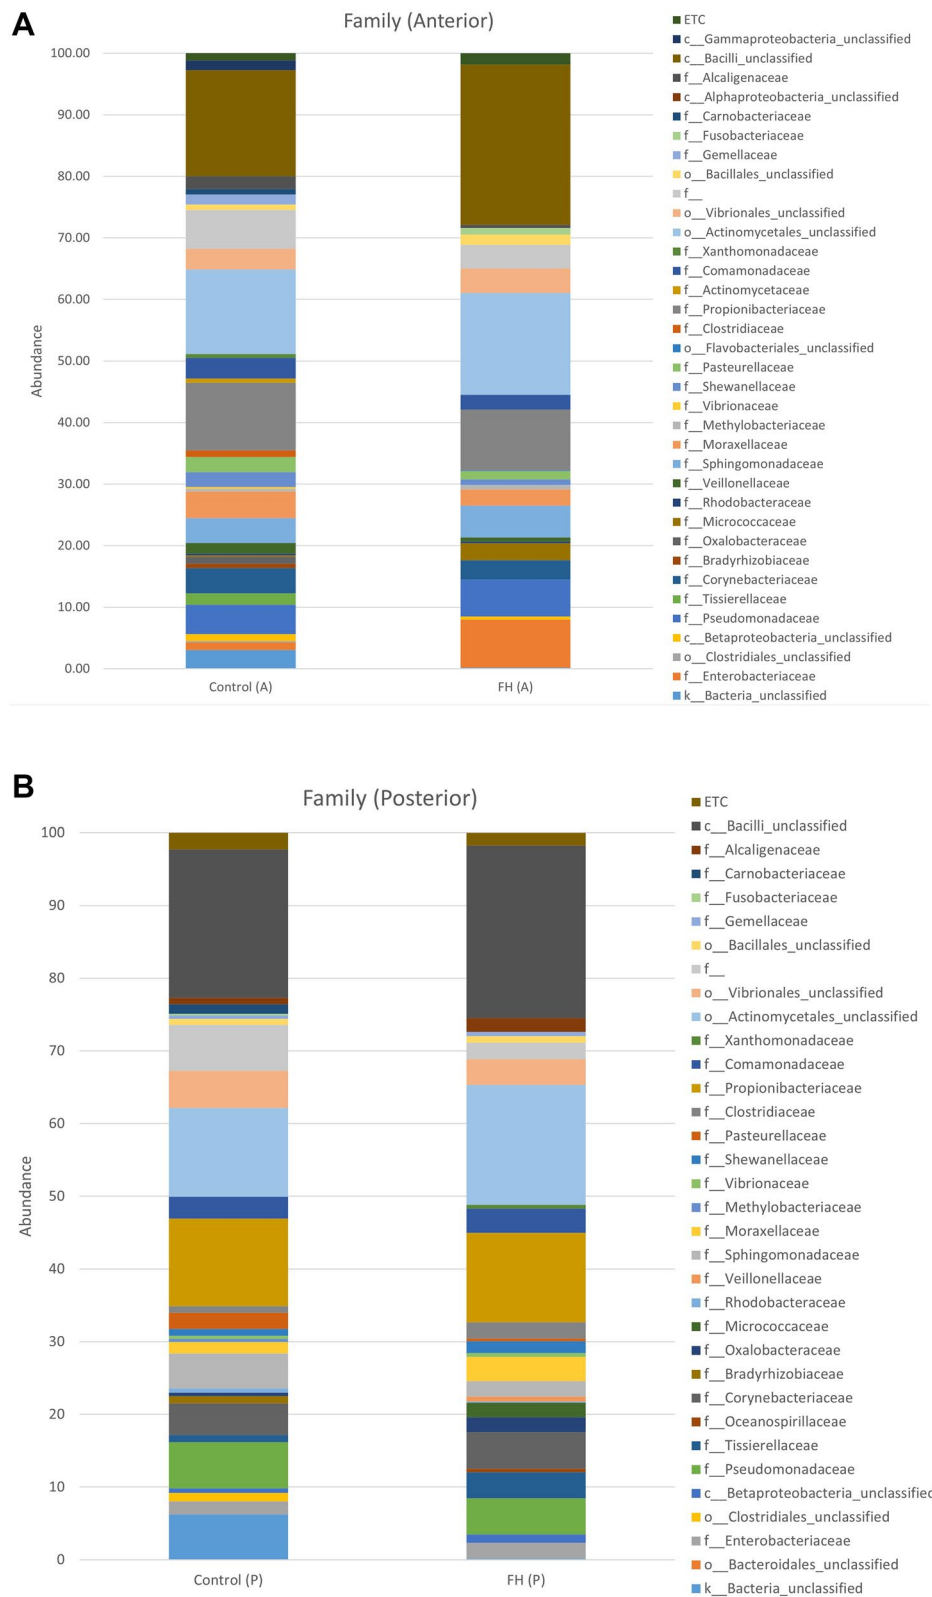 A
Family (Anterior)
100.00
90.00
80.00
70.00
60.00
50.00
40.00
30.00
20.00
10.00
0.00
Abundance
Control (A)
FH (A)
ETC
c__Gammaproteobacteria_unclassified
c__Bacilli_unclassified
f__Alcaligenaceae
c__Alphaproteobacteria_unclassified
f__Carnobacteriaceae
f__Fusobacteriaceae
f__Gemellaceae
o__Bacillales_unclassified
f__
o__Vibrionales_unclassified
o__Actinomycetales_unclassified
f__Xanthomonadaceae
f__Comamonadaceae
f__Actinomycetaceae
f__Propionibacteriaceae
f__Clostridiaceae
o__Flavobacteriales_unclassified
f__Pasteurellaceae
f__Shewanellaceae
f__Vibrionaceae
f__Methylobacteriaceae
f__Moraxellaceae
f__Sphingomonadaceae
f__Veillonellaceae
f__Rhodobacteraceae
f__Micrococcaceae
f__Oxalobacteraceae
f__Bradyrhizobiaceae
f__Corynebacteriaceae
f__Tissierellaceae
f__Pseudomonadaceae
c__Betaproteobacteria_unclassified
o__Clostridiales_unclassified
f__Enterobacteriaceae
k__Bacteria_unclassified
B
Family (Posterior)
100
90
80
70
60
50
40
30
20
10
0
Abundance
Control (P)
FH (P)
ETC
c__Bacilli_unclassified
f__Alcaligenaceae
f__Carnobacteriaceae
f__Fusobacteriaceae
f__Gemellaceae
o__Bacillales_unclassified
f__
o__Vibrionales_unclassified
o__Actinomycetales_unclassified
f__Xanthomonadaceae
f__Comamonadaceae
f__Propionibacteriaceae
f__Clostridiaceae
f__Pasteurellaceae
f__Shewanellaceae
f__Vibrionaceae
f__Methylobacteriaceae
f__Moraxellaceae
f__Sphingomonadaceae
f__Veillonellaceae
f__Rhodobacteraceae
f__Micrococcaceae
f__Oxalobacteraceae
f__Bradyrhizobiaceae
f__Corynebacteriaceae
f__Oceanospirillaceae
f__Tissierellaceae
f__Pseudomonadaceae
c__Betaproteobacteria_unclassified
o__Clostridiales_unclassified
f__Enterobacteriaceae
o__Bacteroidales_unclassified
k__Bacteria_unclassified